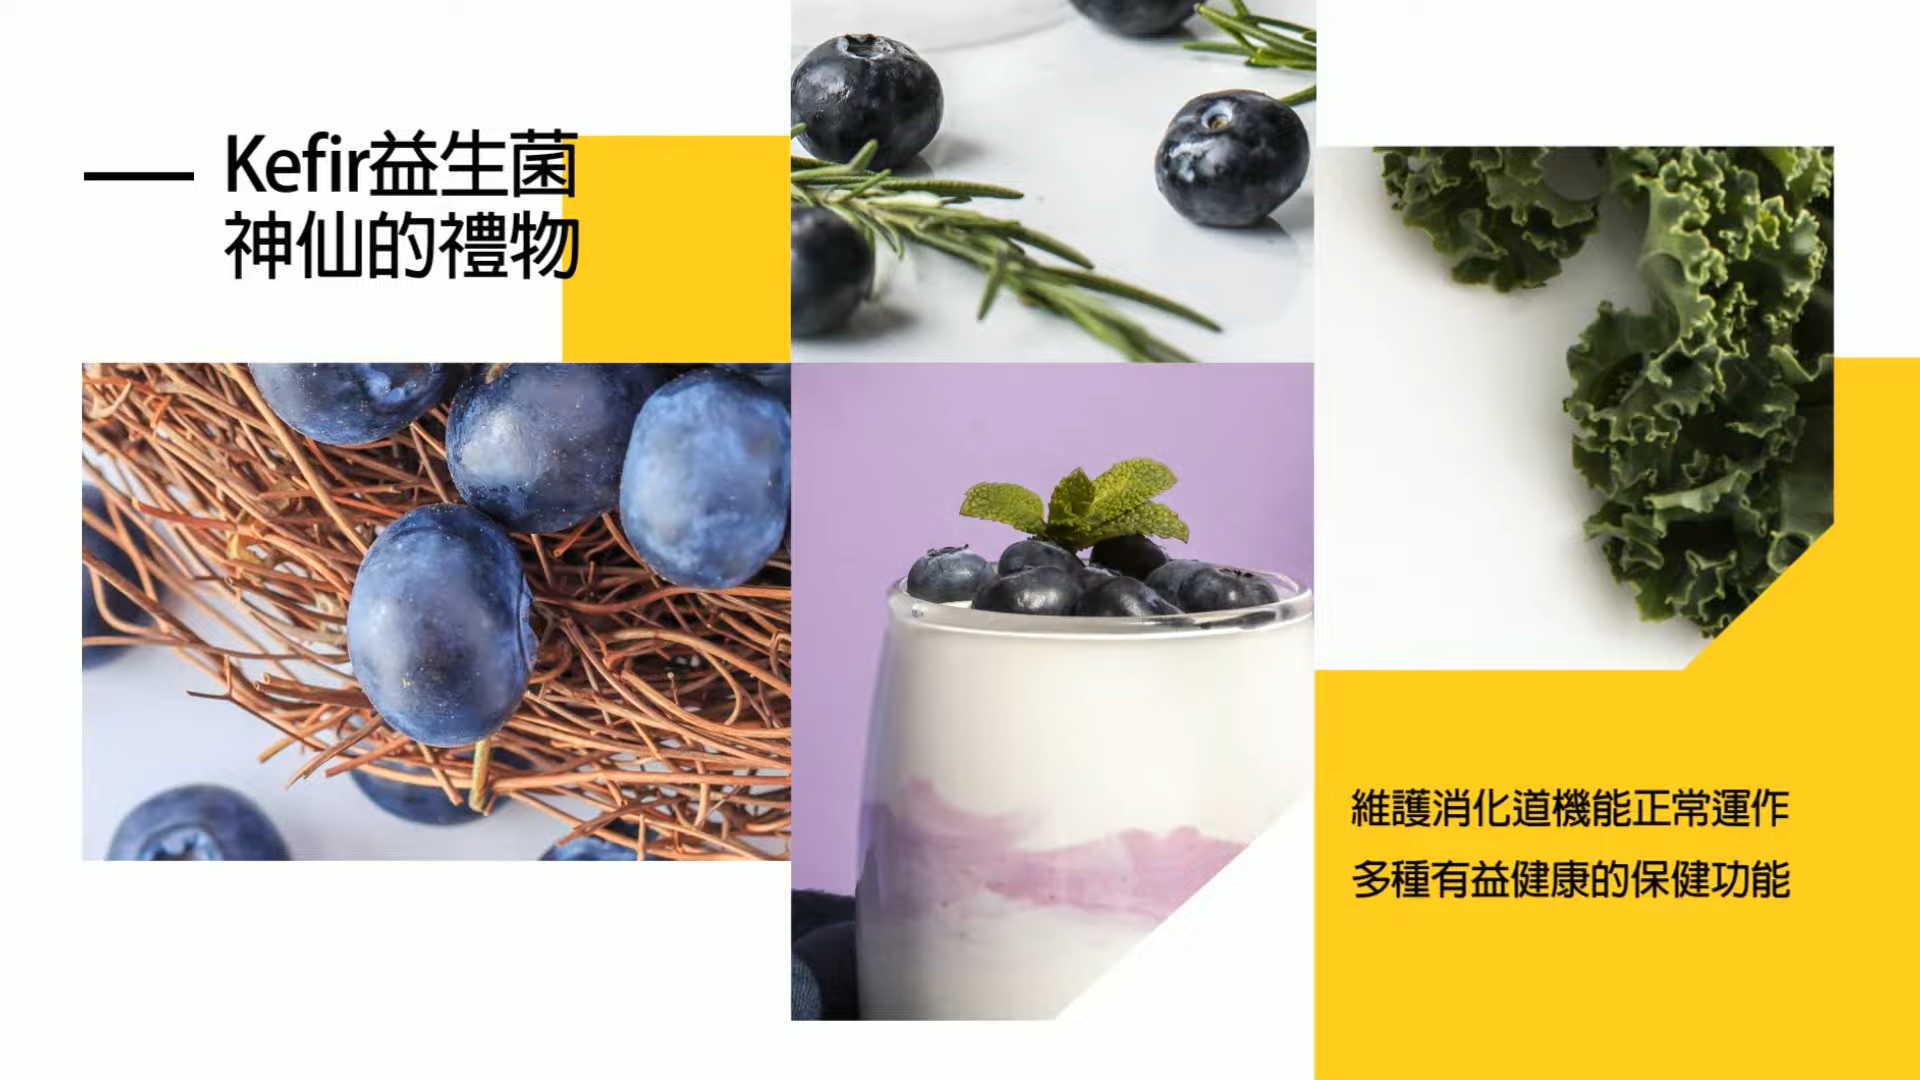 Kefir益生菌
神仙的禮物
維護消化道機能正常運作
多種有益健康的保健功能